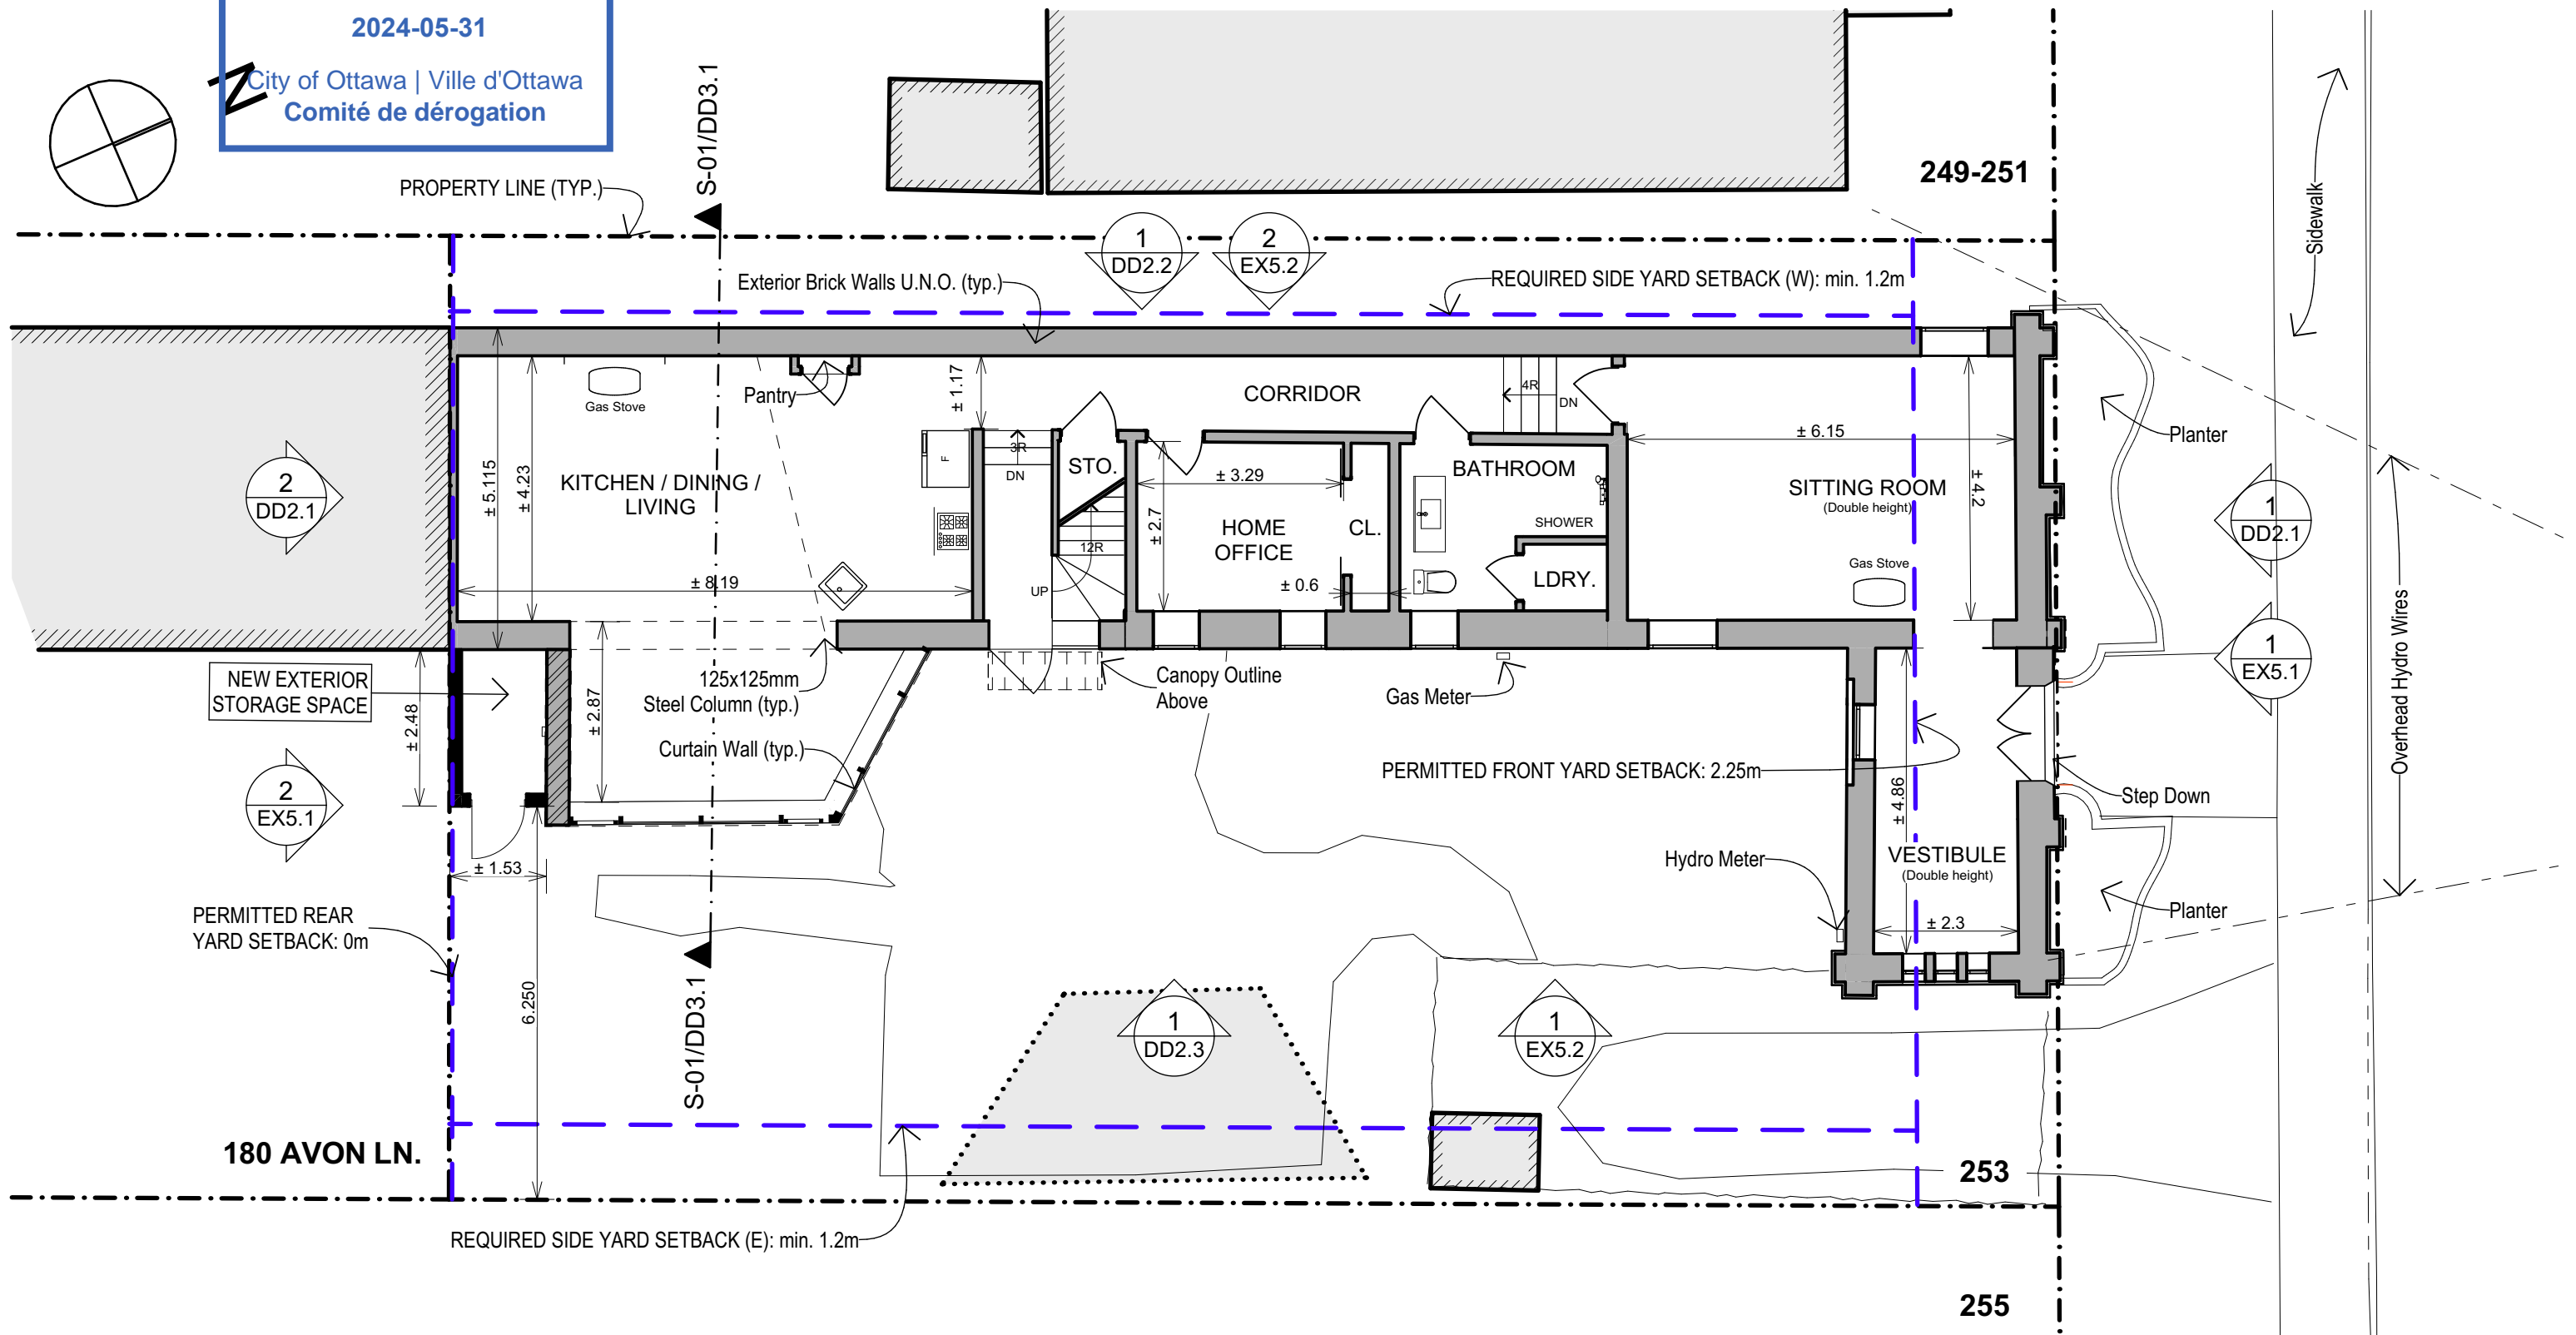 2024-05-31
City of Ottawa | Ville d'Ottawa
Comité de dérogation
N
S-01/DD3.1
PROPERTY LINE (TYP.)
249-251
Sidewalk
1
DD2.2
2
EX5.2
Exterior Brick Walls U.N.O. (typ.)
REQUIRED SIDE YARD SETBACK (W): min. 1.2m
Gas Stove
Pantry
± 1.17
CORRIDOR
4R
DN
± 6.15
Planter
2
DD2.1
± 5.115
± 4.23
KITCHEN / DINING /
LIVING
F
3R
DN
STO.
± 3.29
BATHROOM
SITTING ROOM
(Double height)
± 4.2
1
DD2.1
± 2.7
HOME
OFFICE
CL.
SHOWER
12R
UP
± 8.19
± 0.6
LDRY.
Gas Stove
NEW EXTERIOR
STORAGE SPACE
± 2.48
± 2.87
125x125mm
Steel Column (typ.)
Curtain Wall (typ.)
Canopy Outline
Above
Gas Meter
1
EX5.1
Overhead Hydro Wires
2
EX5.1
PERMITTED FRONT YARD SETBACK: 2.25m
± 4.86
Step Down
± 1.53
Hydro Meter
VESTIBULE
(Double height)
± 2.3
Planter
PERMITTED REAR
YARD SETBACK: 0m
6.250
S-01/DD3.1
1
DD2.3
1
EX5.2
180 AVON LN.
253
REQUIRED SIDE YARD SETBACK (E): min. 1.2m
255